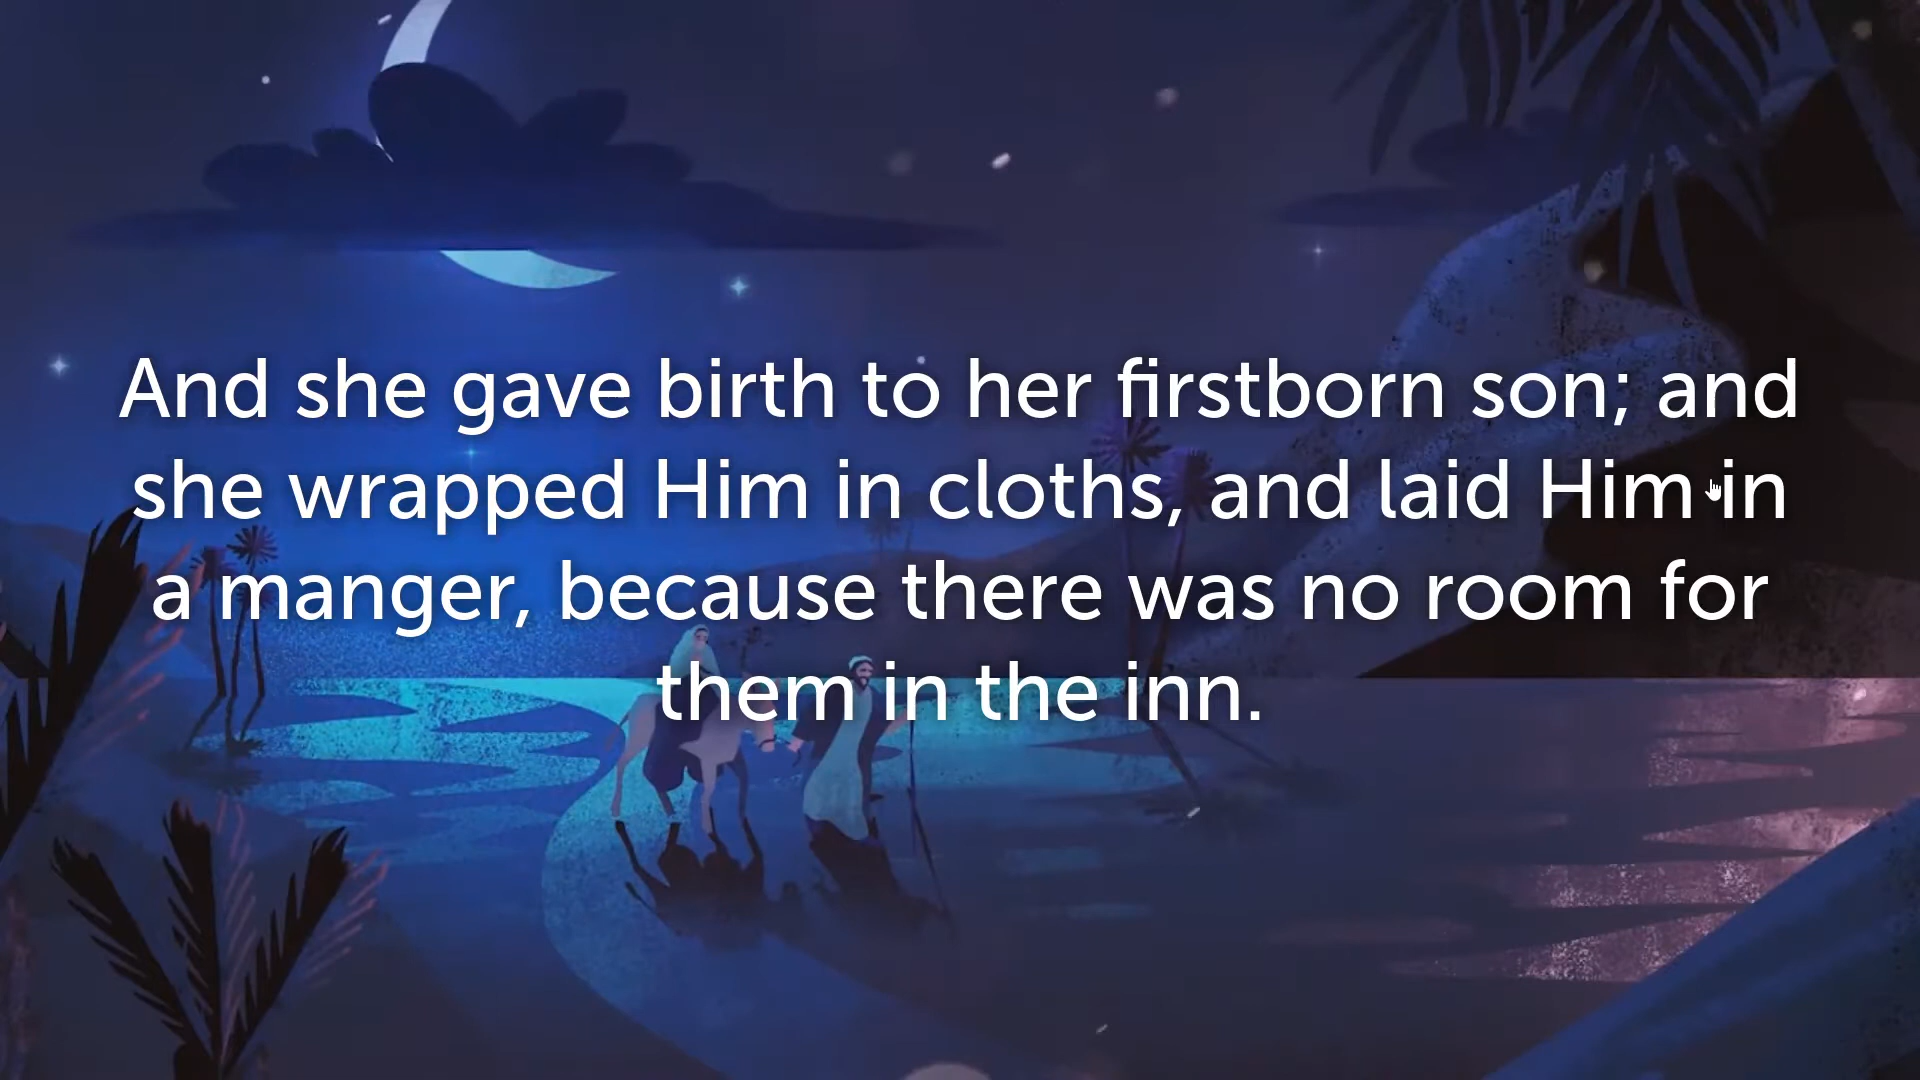 And she gave birth to her firstborn son; and
she wrapped Him in cloths, and laid Him in
a manger, because there was no room for
them in the inn.